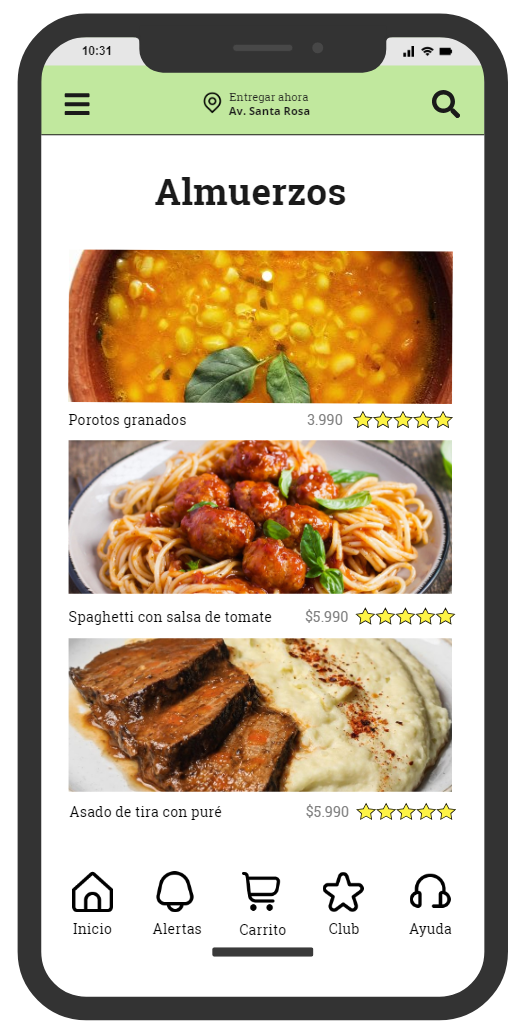 10:31
Entregar ahora
Av. Santa Rosa
Almuerzos
Porotos granados 3.990
Spaghetti con salsa de tomate $5.990
Asado de tira con puré $5.990
Inicio Alertas Carrito Club Ayuda